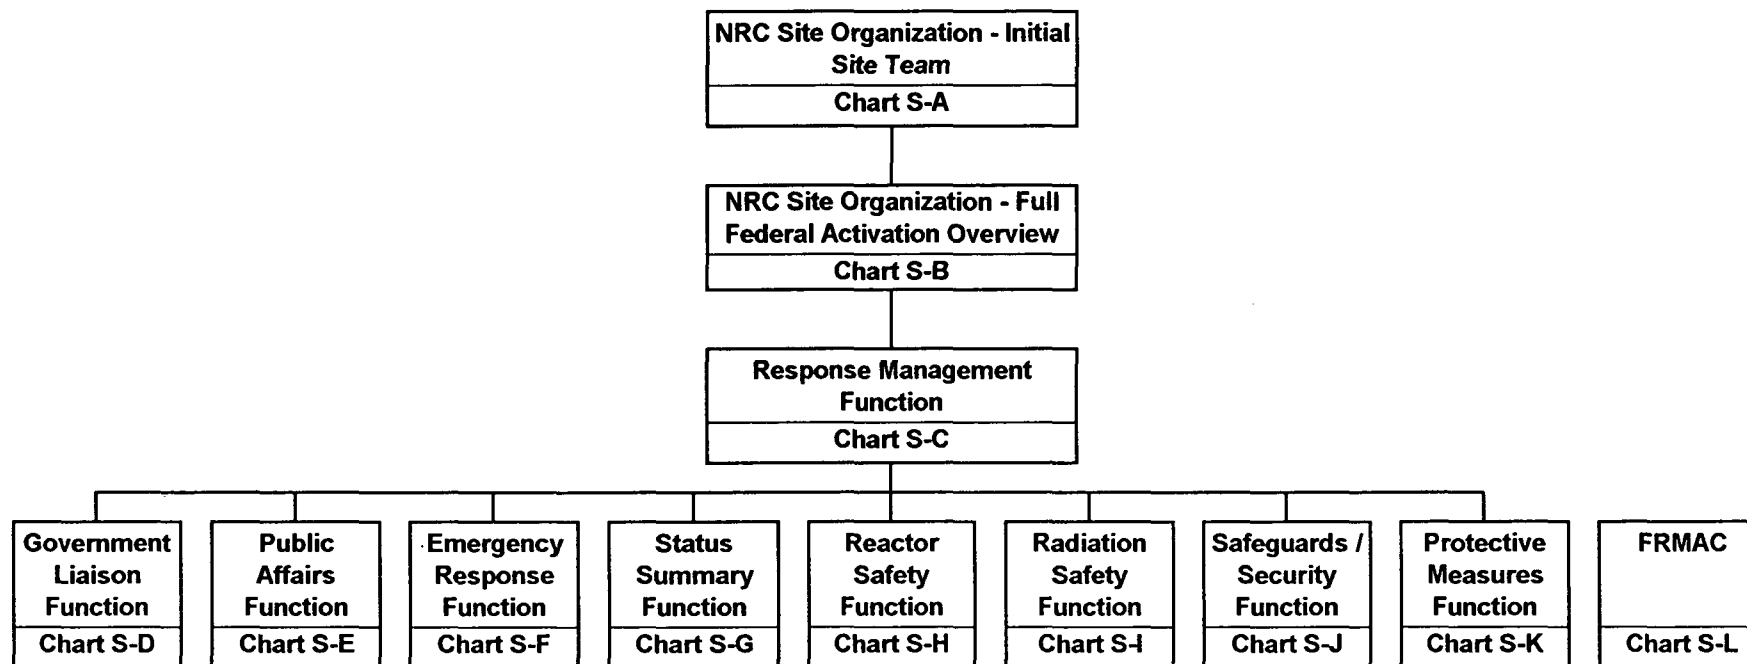 NRC Site Organization - Initial
Site Team
Chart S-A
NRC Site Organization - Full
Federal Activation Overview
Chart S-B
Response Management
Function
Chart S-C
Government
Liaison
Function
Chart S-D
Public
Affairs
Function
Chart S-E
Emergency
Response
Function
Chart S-F
Status
Summary
Function
Chart S-G
Reactor
Safety
Function
Chart S-H
Radiation
Safety
Function
Chart S-I
Safeguards /
Security
Function
Chart S-J
Protective
Measures
Function
Chart S-K
FRMAC
Chart S-L